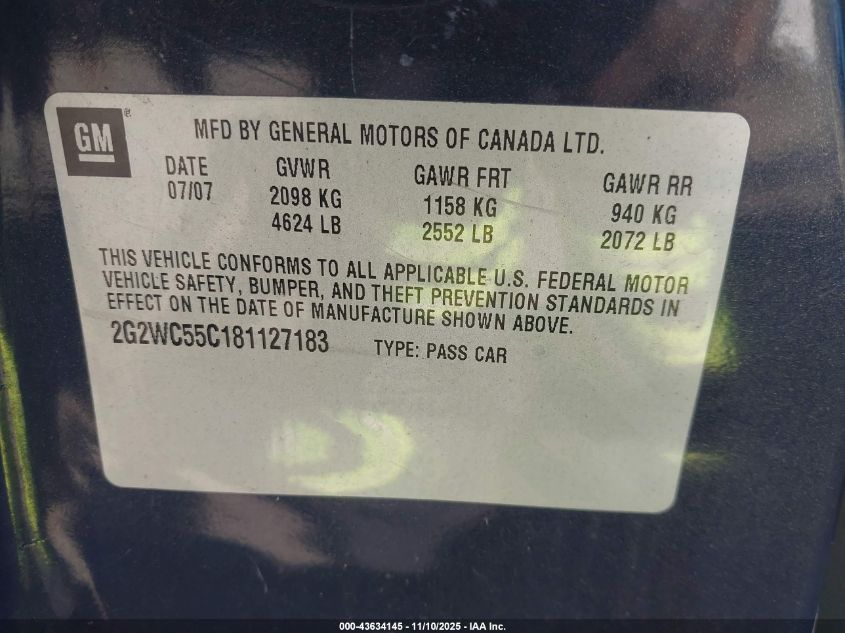 GM®
MFD BY GENERAL MOTORS OF CANADA LTD.
DATE GVWR GAWR FRT GAWR RR
07/07 2098 KG 1158 KG 940 KG
4624 LB 2552 LB 2072 LB
THIS VEHICLE CONFORMS TO ALL APPLICABLE U.S. FEDERAL MOTOR
VEHICLE SAFETY, BUMPER, AND THEFT PREVENTION STANDARDS IN
EFFECT ON THE DATE OF MANUFACTURE SHOWN ABOVE.
2G2WC55C181127183 TYPE: PASS CAR
000-43634145 - 11/10/2025 - IAA Inc.